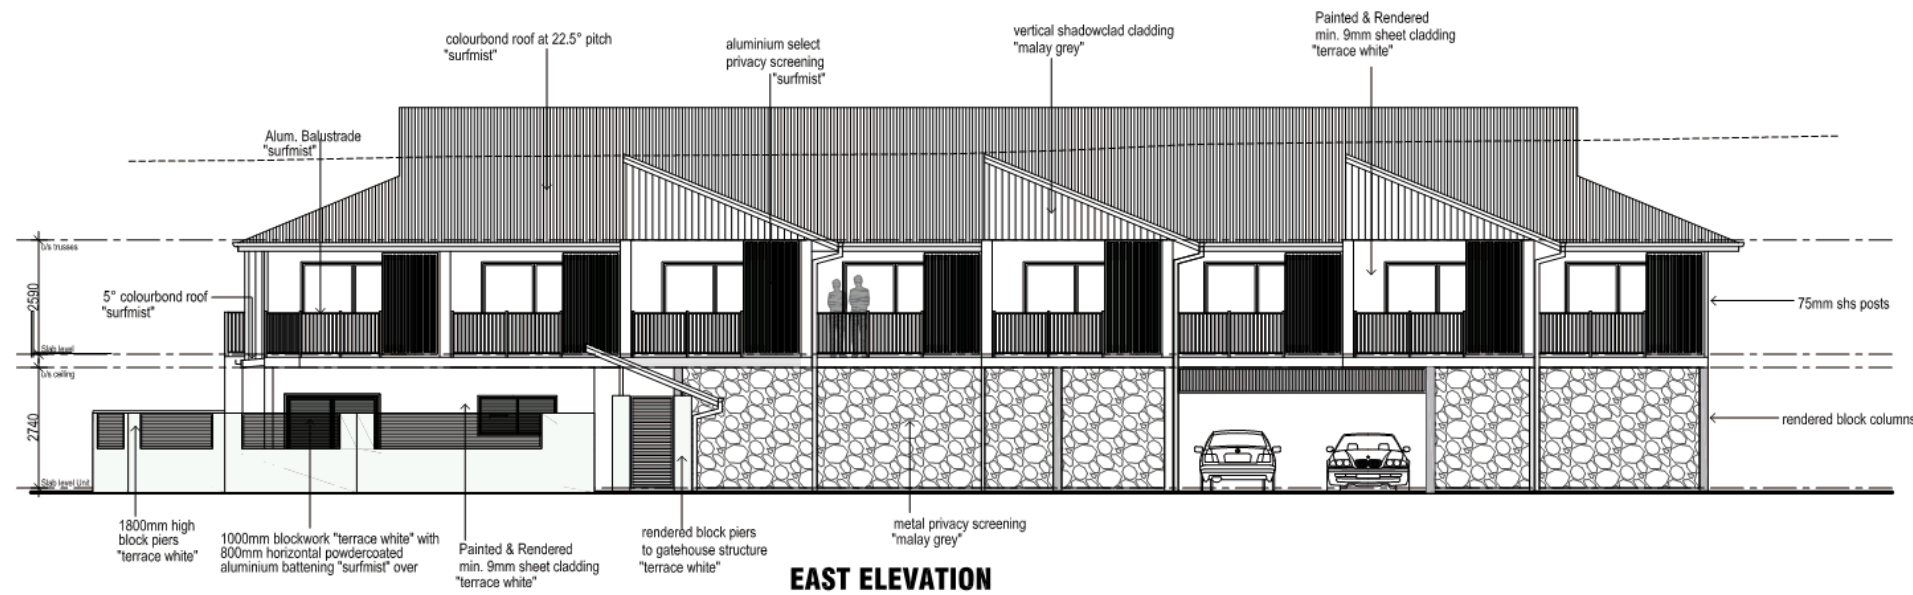 Painted & Rendered
min. 9mm sheet cladding
"terrace white"
vertical shadowclad cladding
"malay grey"
colourbond roof at 22.5° pitch
"surfmist"
aluminium select
privacy screening
"surfmist"
Alum. Balustrade
"surfmist"
U/s trusses
2590
5° colourbond roof
"surfmist"
75mm shs posts
Slab level
U/s ceiling
2740
rendered block columns
Slab level Unit
1800mm high
block piers
"terrace white"
1000mm blockwork "terrace white" with
800mm horizontal powdercoated
aluminium battening "surfmist" over
Painted & Rendered
min. 9mm sheet cladding
"terrace white"
rendered block piers
to gatehouse structure
"terrace white"
metal privacy screening
"malay grey"
EAST ELEVATION